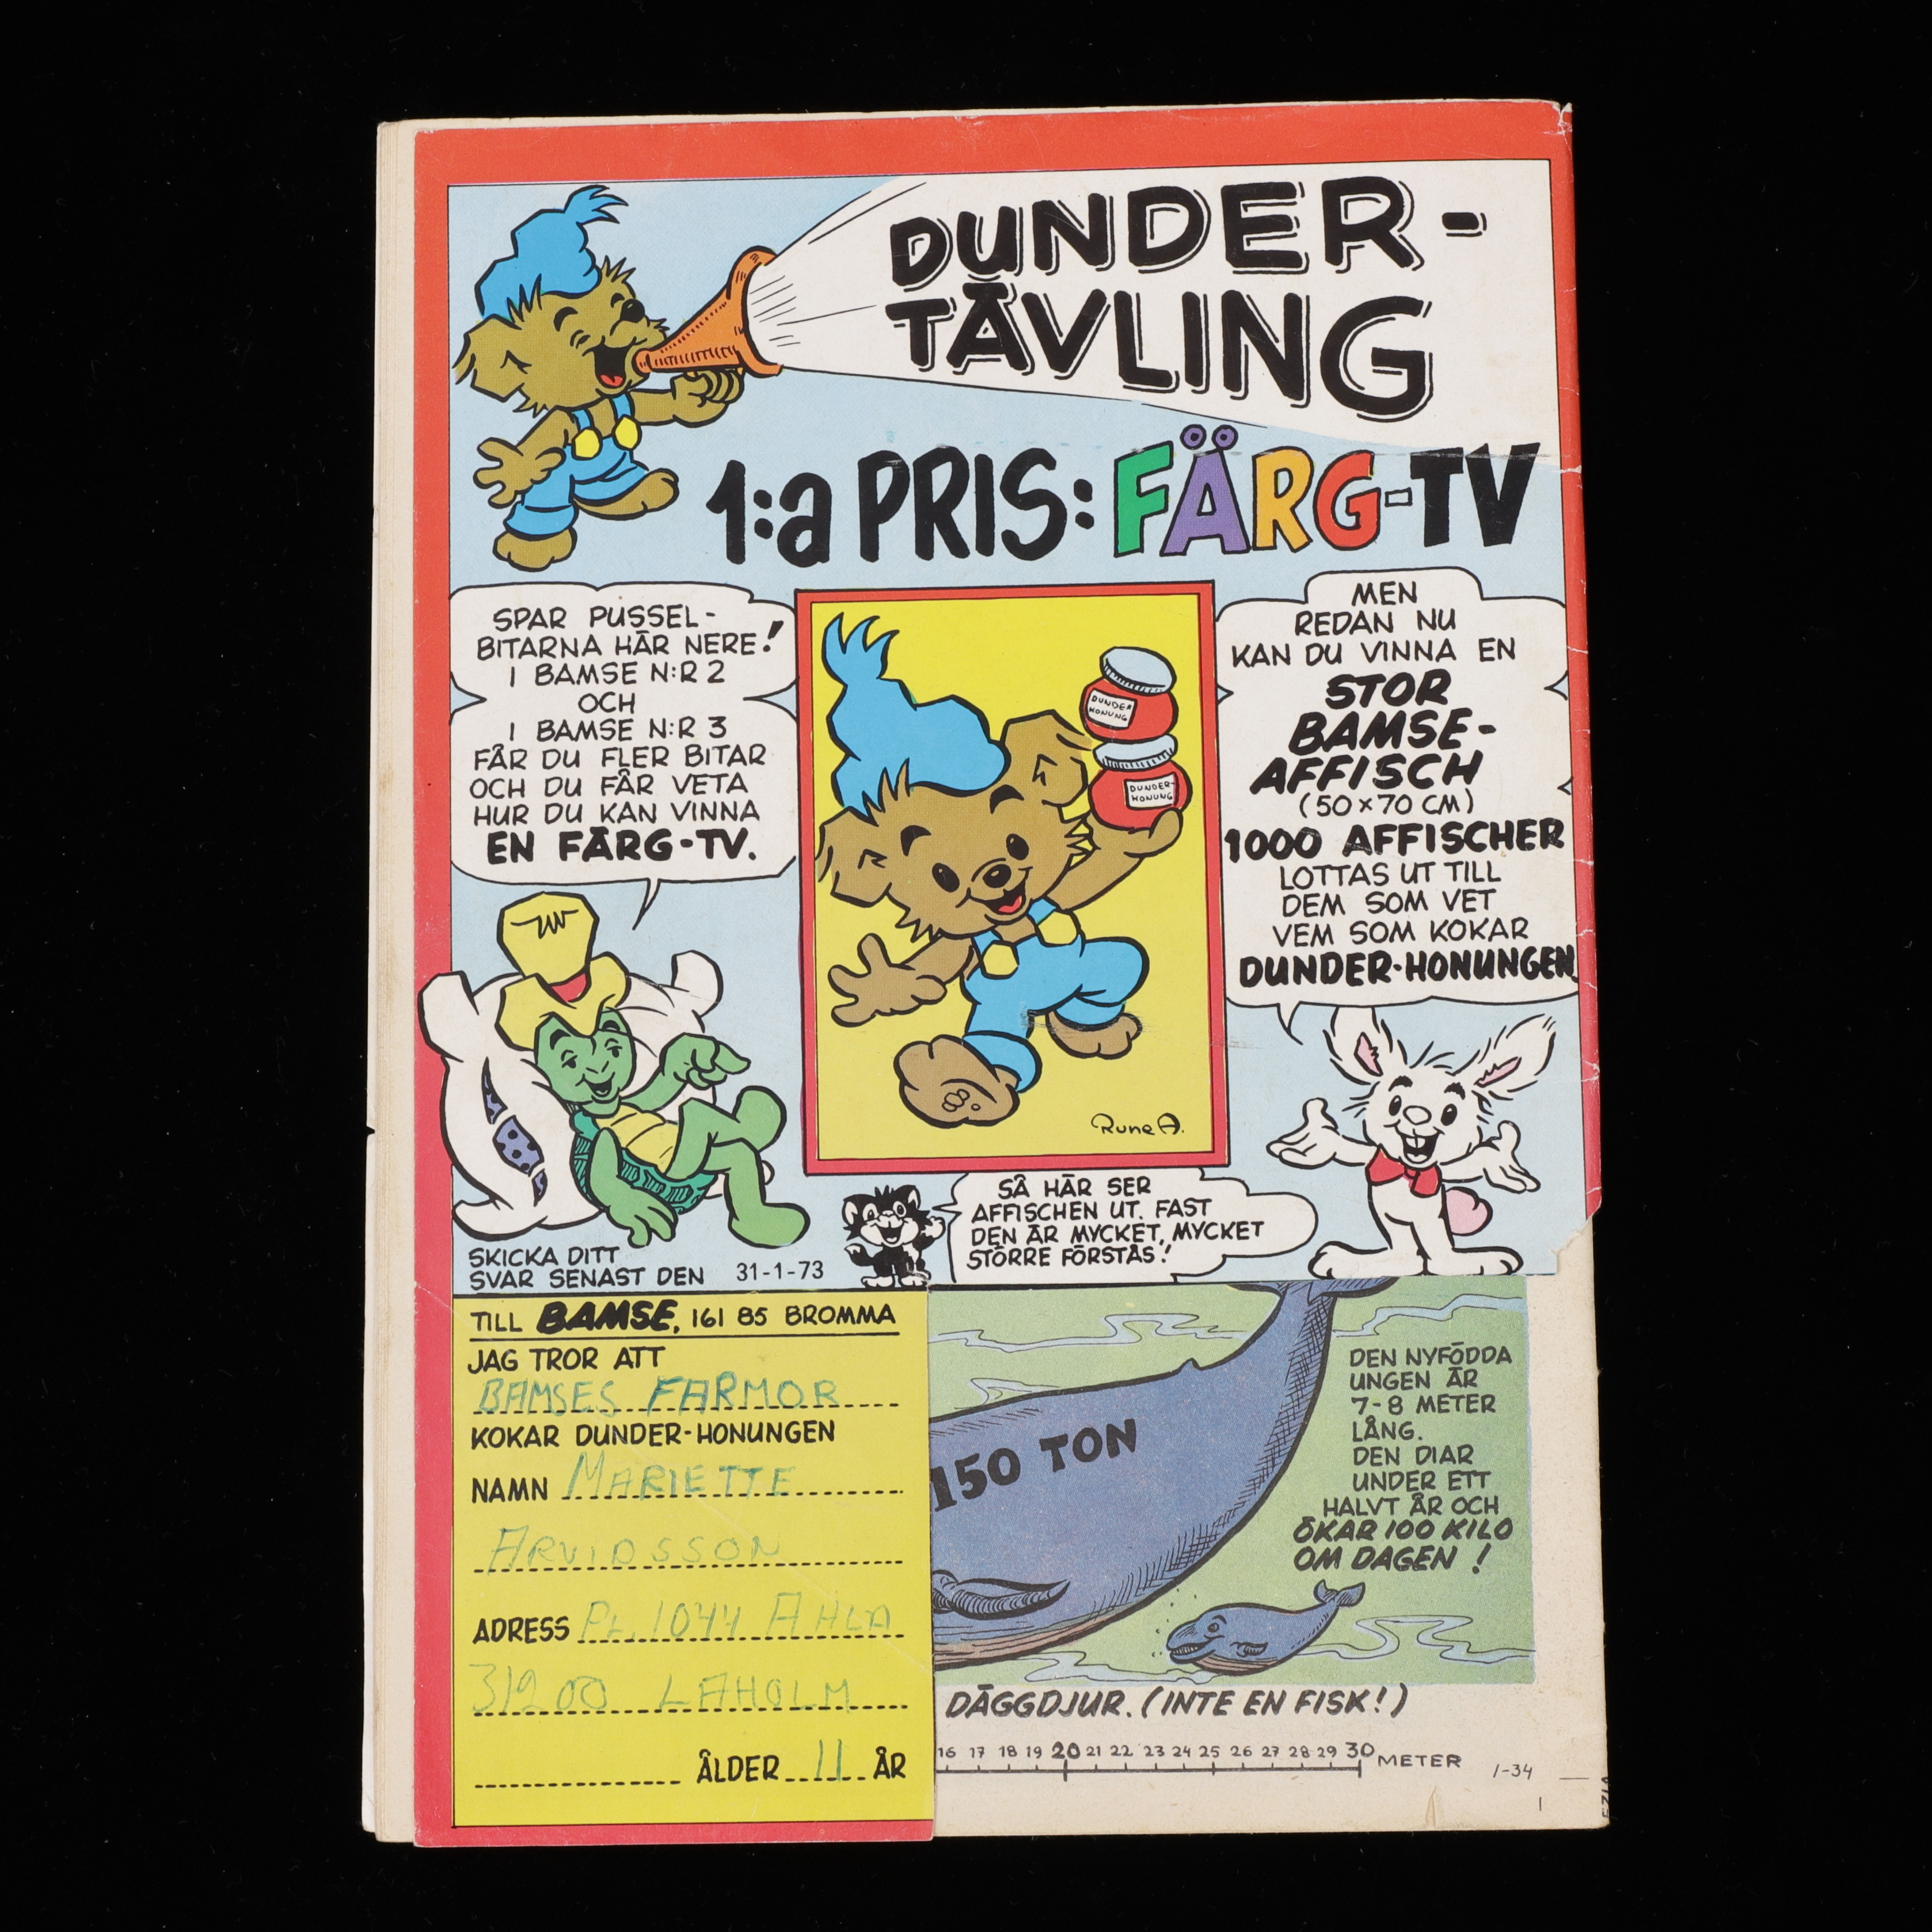 DUNDER-
TÄVLING
1:a PRIS: FÄRG-TV
SPAR PUSSEL-
BITARNA HÄR NERE!
I BAMSE N:R 2
OCH
I BAMSE N:R 3
FÅR DU FLER BITAR
OCH DU FÅR VETA
HUR DU KAN VINNA
EN FÄRG-TV.
DUNDER
HONUNG
DUNDER-
HONUNG
Rune A.
MEN
REDAN NU
KAN DU VINNA EN
STOR
BAMSE-
AFFISCH
(50 x 70 CM)
1000 AFFISCHER
LOTTAS UT TILL
DEM SOM VET
VEM SOM KOKAR
DUNDER-HONUNGEN.
SÅ HÄR SER
AFFISCHEN UT. FAST
DEN ÄR MYCKET, MYCKET
STÖRRE FÖRSTÅS!
SKICKA DITT
SVAR SENAST DEN 31-1-73
TILL BAMSE, 161 85 BROMMA
JAG TROR ATT
BAMSES FARMOR
KOKAR DUNDER-HONUNGEN
NAMN MARIETTE
ARVIDSSON
ADRESS PL. 1044 AHLA
31200 LAHOLM
ÅLDER 11 ÅR
150 TON
DEN NYFÖDDA
UNGEN ÄR
7-8 METER
LÅNG.
DEN DIAR
UNDER ETT
HALVT ÅR OCH
ÖKAR 100 KILO
OM DAGEN!
DÄGGDJUR. (INTE EN FISK!)
16 17 18 19 20 21 22 23 24 25 26 27 28 29 30 METER
1-34
1